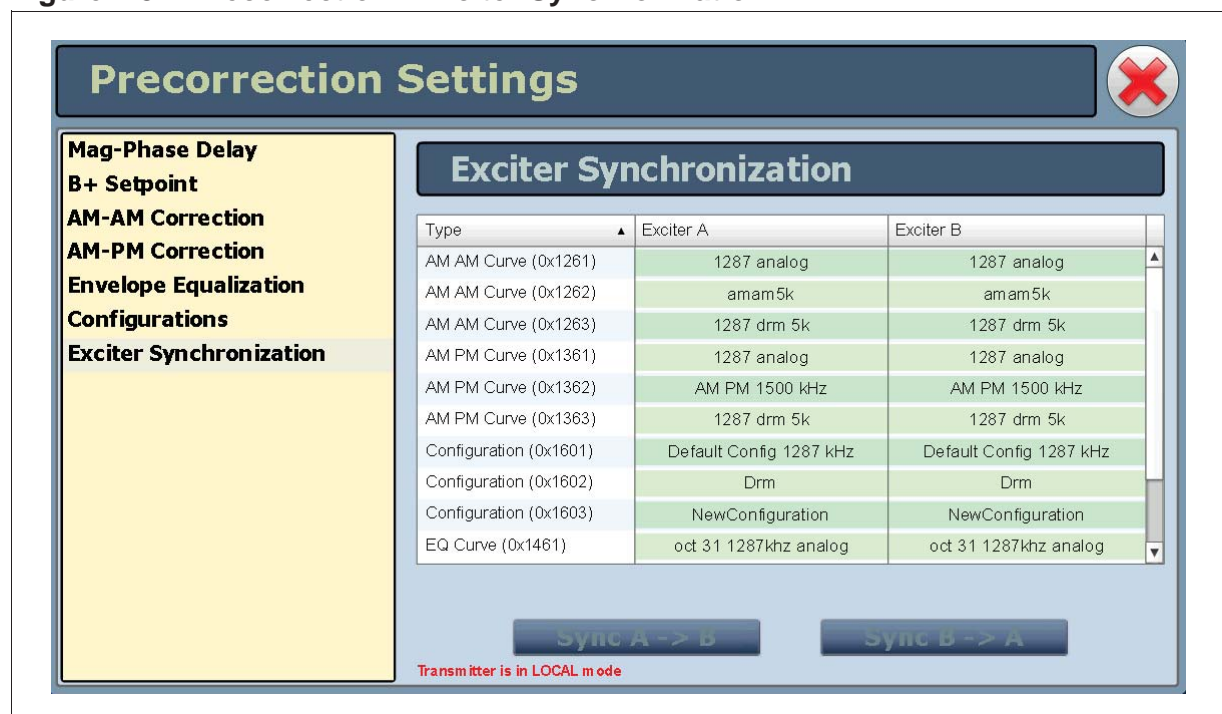 Precorrection Settings
Mag-Phase Delay
B+ Setpoint
AM-AM Correction
AM-PM Correction
Envelope Equalization
Configurations
Exciter Synchronization
Exciter Synchronization
Type Exciter A Exciter B
AM AM Curve (0x1261) 1287 analog 1287 analog
AM AM Curve (0x1262) amam5k amam5k
AM AM Curve (0x1263) 1287 drm 5k 1287 drm 5k
AM PM Curve (0x1361) 1287 analog 1287 analog
AM PM Curve (0x1362) AM PM 1500 kHz AM PM 1500 kHz
AM PM Curve (0x1363) 1287 drm 5k 1287 drm 5k
Configuration (0x1601) Default Config 1287 kHz Default Config 1287 kHz
Configuration (0x1602) Drm Drm
Configuration (0x1603) NewConfiguration NewConfiguration
EQ Curve (0x1461) oct 31 1287khz analog oct 31 1287khz analog
Sync A -> B Sync B -> A
Transmitter is in LOCAL mode